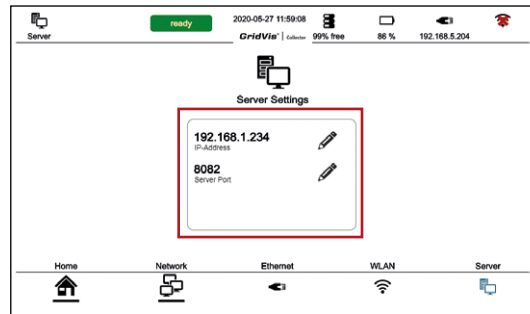 Server
ready
2020-05-27 11:59:08
GridVis® | Collector
99% free
86 %
192.168.5.204
Server Settings
192.168.1.234
IP-Address
8082
Server Port
Home
Network
Ethernet
WLAN
Server